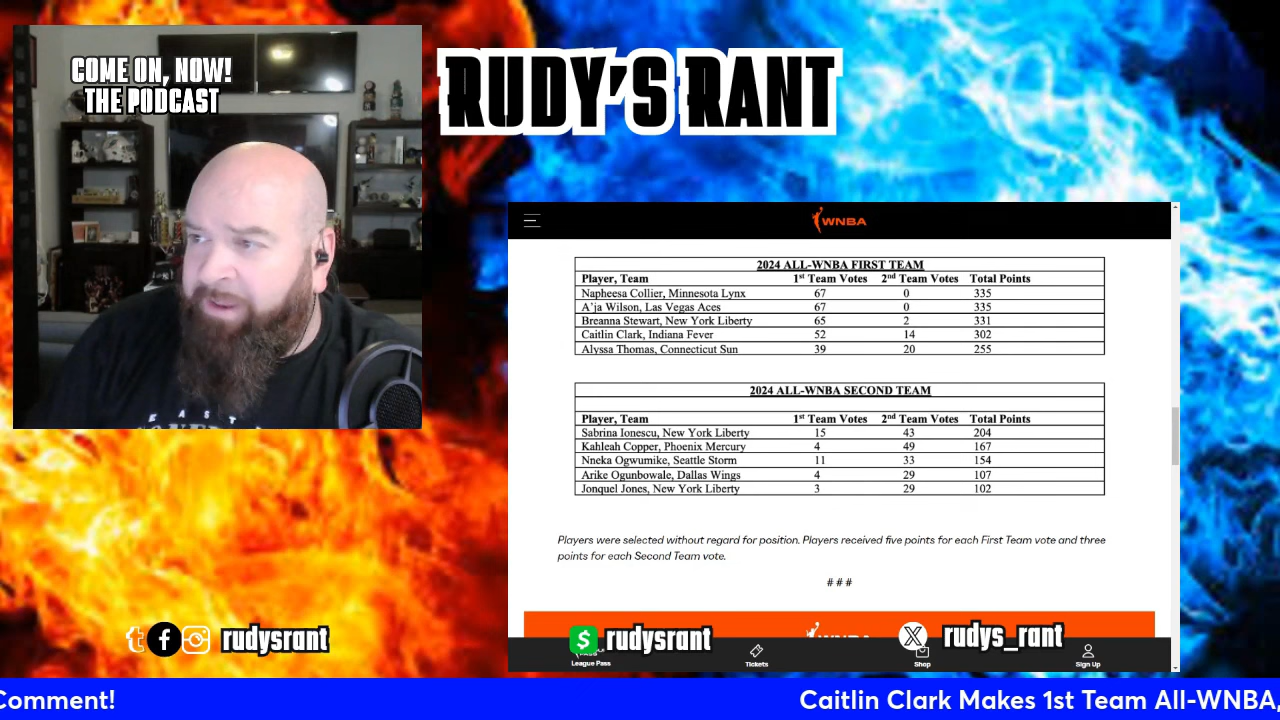 COME ON, NOW!
THE PODCAST
RUDY'S RANT
WNBA
2024 ALL-WNBA FIRST TEAM
Player, Team 1st Team Votes 2nd Team Votes Total Points
Napheesa Collier, Minnesota Lynx 67 0 335
A'ja Wilson, Las Vegas Aces 67 0 335
Breanna Stewart, New York Liberty 65 2 331
Caitlin Clark, Indiana Fever 52 14 302
Alyssa Thomas, Connecticut Sun 39 20 255
2024 ALL-WNBA SECOND TEAM
Player, Team 1st Team Votes 2nd Team Votes Total Points
Sabrina Ionescu, New York Liberty 15 43 204
Kahleah Copper, Phoenix Mercury 4 49 167
Nneka Ogwumike, Seattle Storm 11 33 154
Arike Ogunbowale, Dallas Wings 4 29 107
Jonquel Jones, New York Liberty 3 29 102
Players were selected without regard for position. Players received five points for each First Team vote and three
points for each Second Team vote.
# # #
EAST
rudysrant
$ rudysrant
X rudys_rant
League Pass Tickets Shop Sign Up
Comment! Caitlin Clark Makes 1st Team All-WNBA,